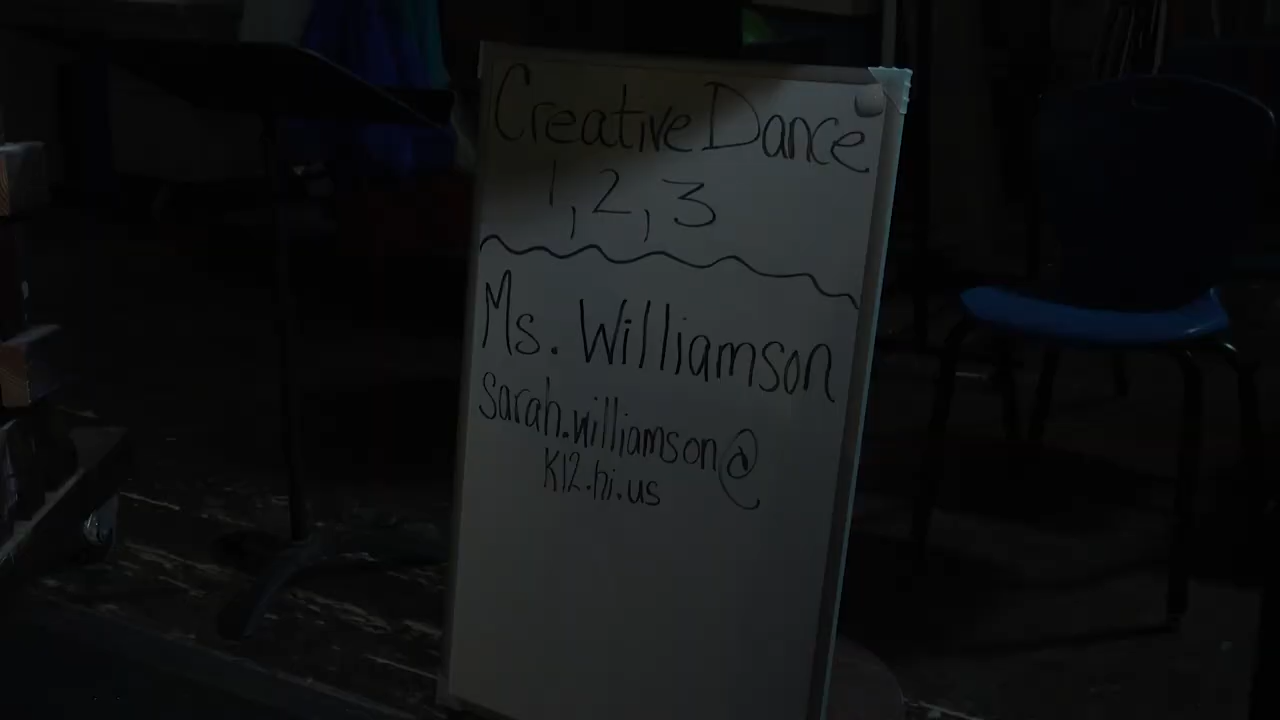 Creative Dance
1, 2, 3
Ms. Williamson
sarah.williamson@
K12.hi.us